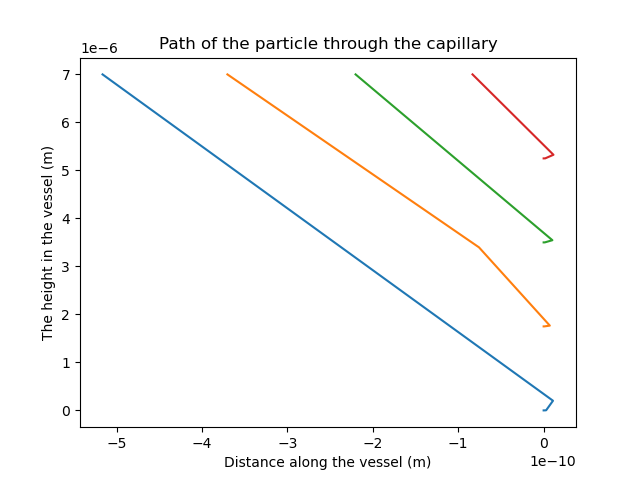 Path of the particle through the capillary
1e−6
7
6
5
4
3
2
1
0
The height in the vessel (m)
−5 −4 −3 −2 −1 0
Distance along the vessel (m)
1e−10